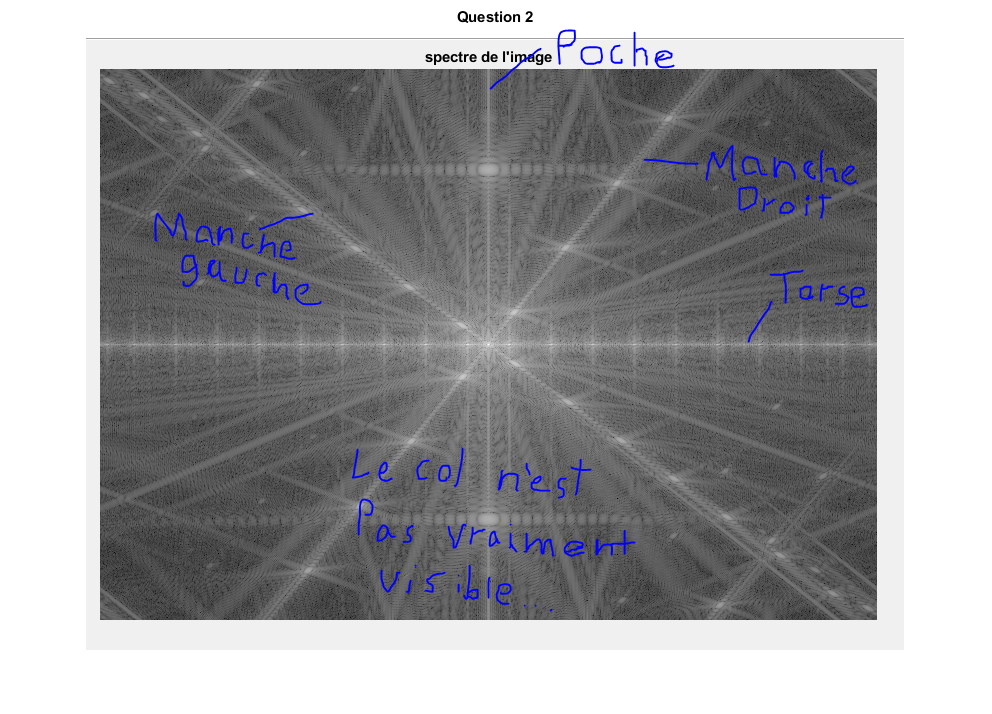 Question 2
spectre de l'image
Poche
Manche
Droit
Manche
gauche
Torse
Le col n'est
Pas vraiment
visible...